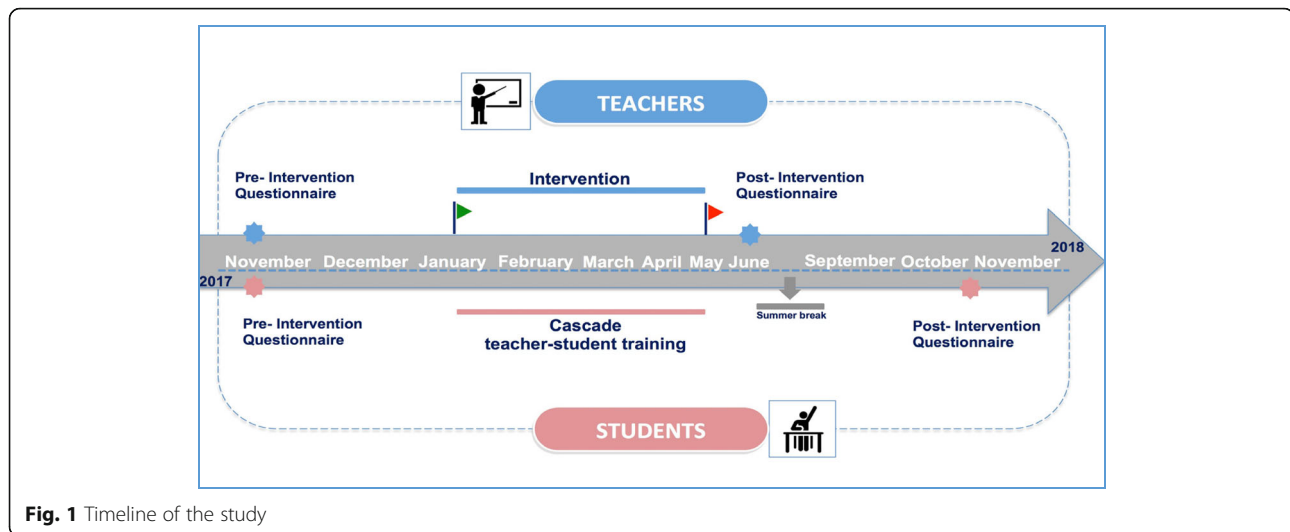 TEACHERS
Pre- Intervention
Questionnaire
Intervention
Post- Intervention
Questionnaire
2018
November December January February March April May June September October November
2017
Pre- Intervention
Questionnaire
Cascade
teacher-student training
Summer break
Post- Intervention
Questionnaire
STUDENTS
Fig. 1 Timeline of the study